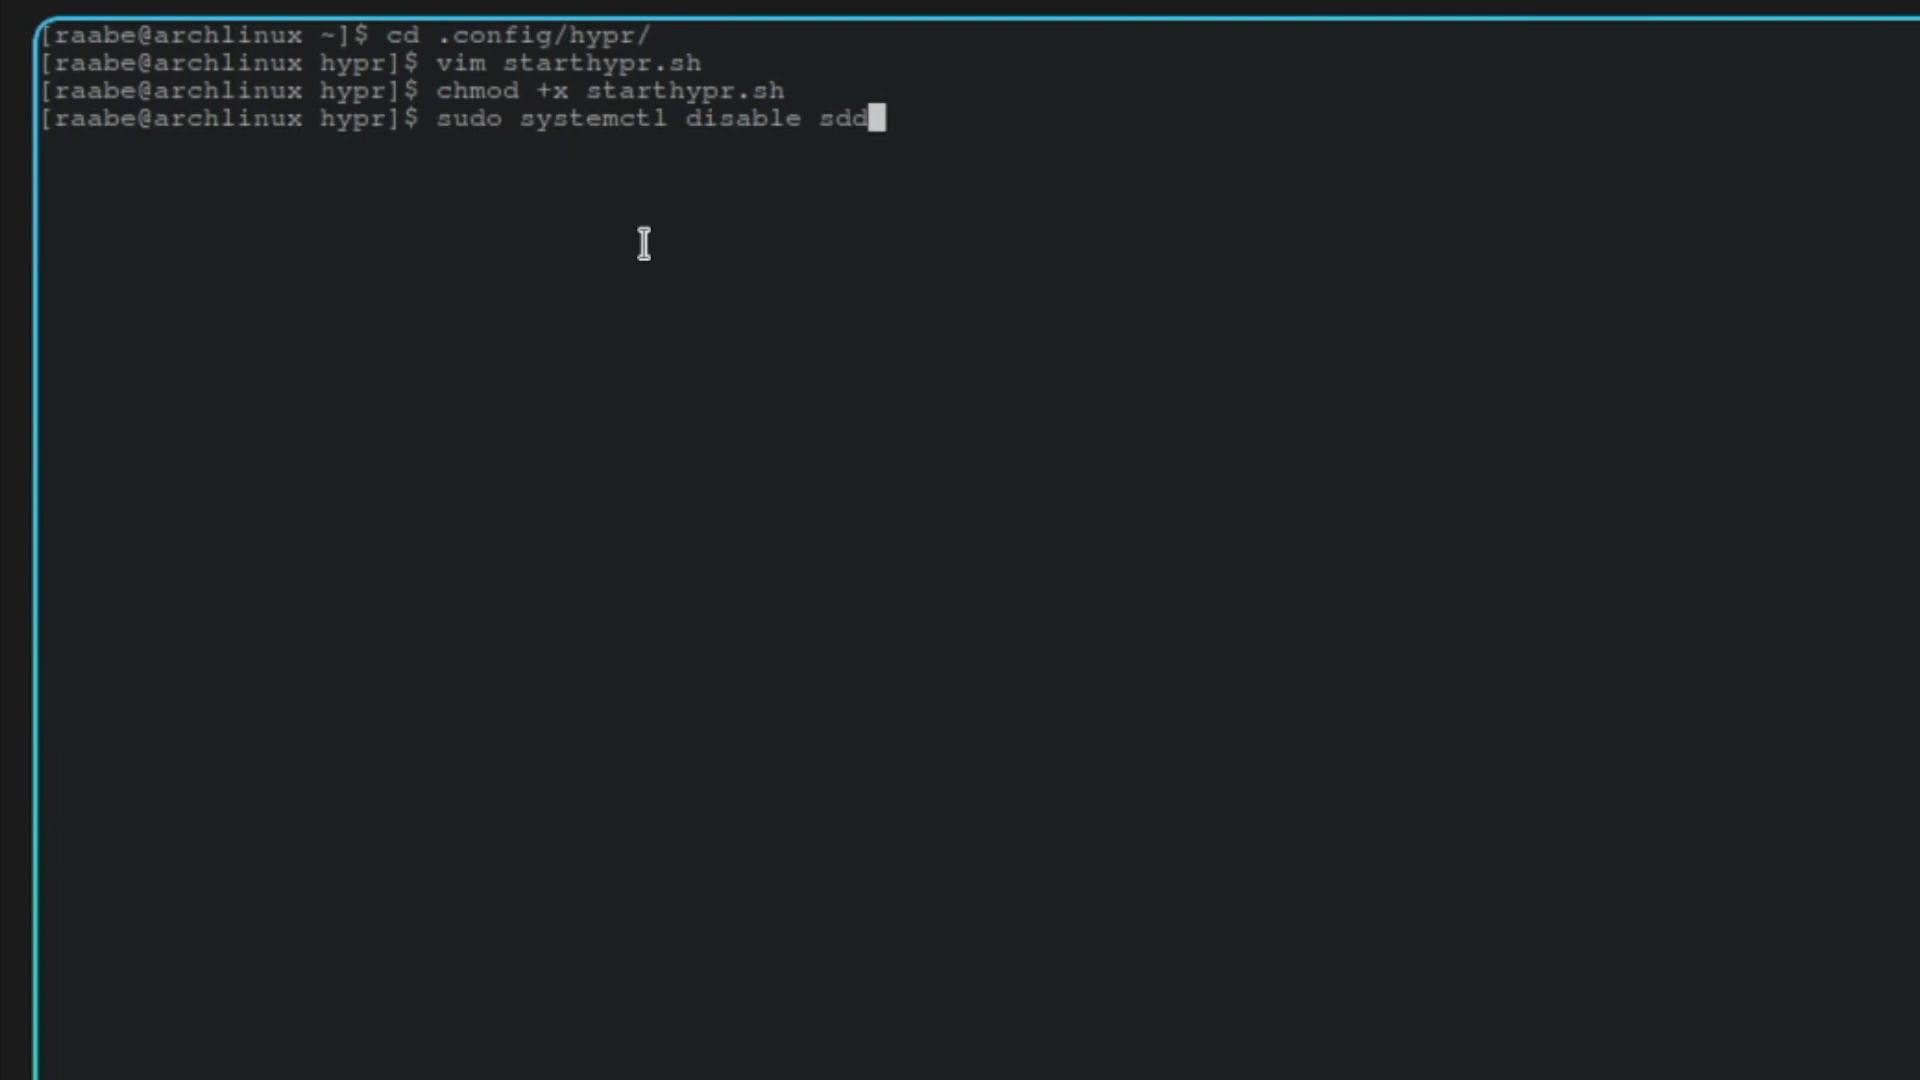 [raabe@archlinux ~]$ cd .config/hypr/
[raabe@archlinux hypr]$ vim starthypr.sh
[raabe@archlinux hypr]$ chmod +x starthypr.sh
[raabe@archlinux hypr]$ sudo systemctl disable sdd